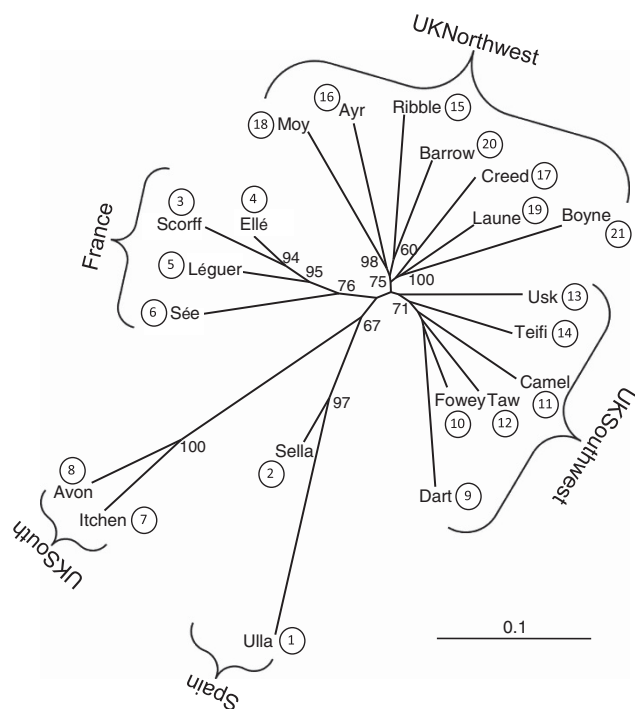 UKNorthwest
16 Ayr
Ribble 15
18 Moy
Barrow 20
Creed 17
Laune 19
Boyne
21
France
3
Scorff
4
Ellé
5 Léguer
6 Sée
94
95
76
98
60
75
100
71
67
97
100
Usk 13
Teifi 14
Camel
11
Fowey Taw
10
12
Dart 9
UKSouthwest
Sella
2
8
Avon
Itchen 7
UKSouth
Ulla 1
Spain
0.1